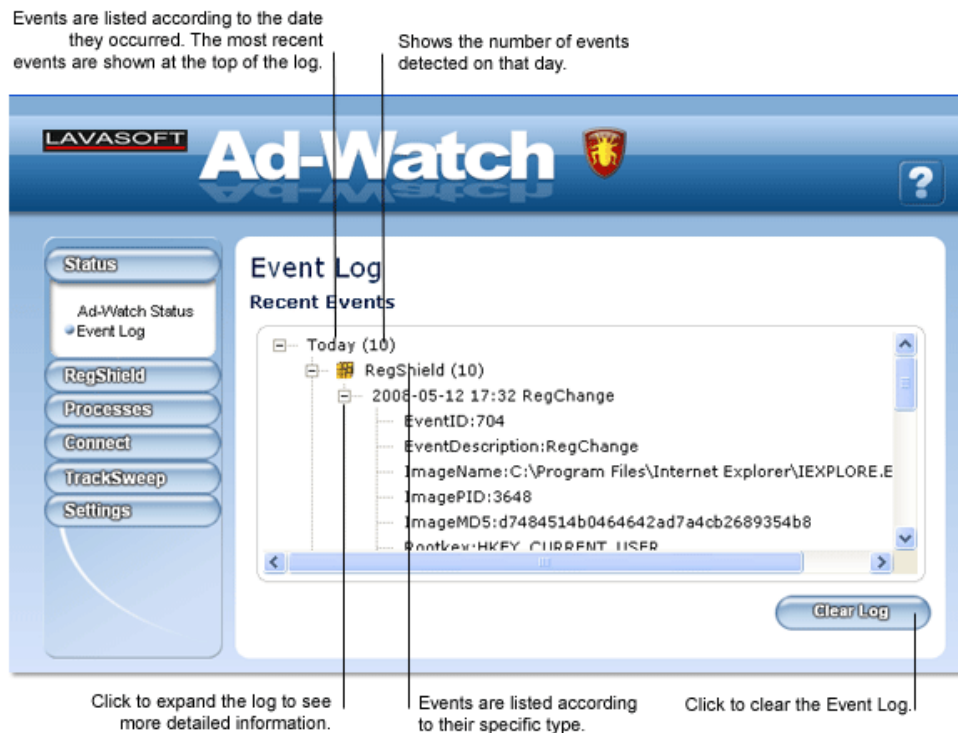 Events are listed according to the date
they occurred. The most recent
events are shown at the top of the log.
Shows the number of events
detected on that day.
LAVASOFT
Ad-Watch
?
Status
Ad-Watch Status
Event Log
RegShield
Processes
Connect
TrackSweep
Settings
Event Log
Recent Events
Today (10)
RegShield (10)
2008-05-12 17:32 RegChange
EventID:704
EventDescription:RegChange
ImageName:C:\Program Files\Internet Explorer\IEXPLORE.E
ImagePID:3648
ImageMD5:d7484514b0464642ad7a4cb2689354b8
Rootkey:HKEY_CURRENT_USER
Clear Log
Click to expand the log to see
more detailed information.
Events are listed according
to their specific type.
Click to clear the Event Log.